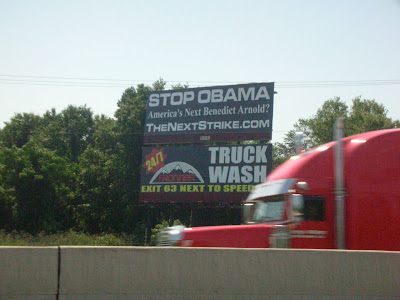 STOP OBAMA
America's Next Benedict Arnold?
THENEXTSTRIKE.COM
24/7
TRUCK
WASH
EXIT 63 NEXT TO SPEED